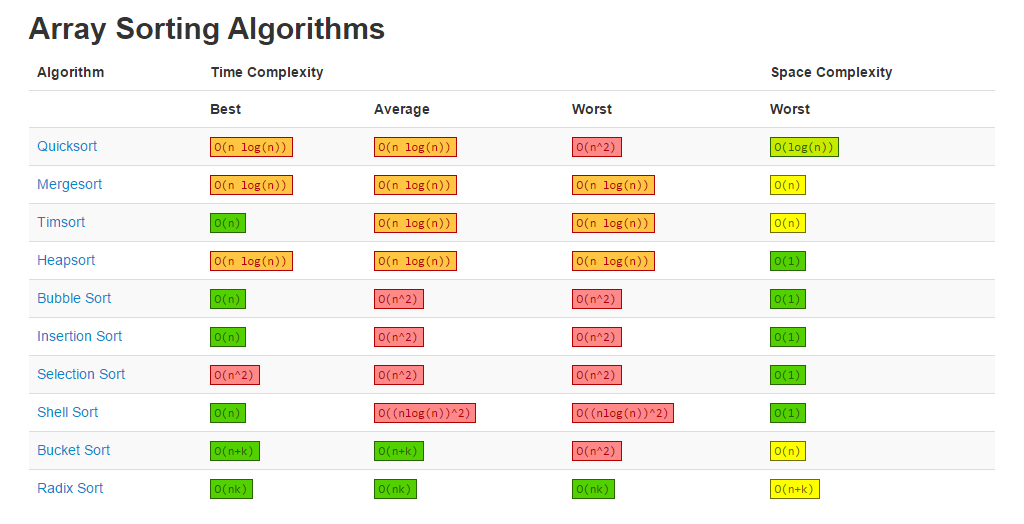 Array Sorting Algorithms
Algorithm Time Complexity Space Complexity
Best Average Worst Worst
Quicksort O(n log(n)) O(n log(n)) O(n^2) O(log(n))
Mergesort O(n log(n)) O(n log(n)) O(n log(n)) O(n)
Timsort O(n) O(n log(n)) O(n log(n)) O(n)
Heapsort O(n log(n)) O(n log(n)) O(n log(n)) O(1)
Bubble Sort O(n) O(n^2) O(n^2) O(1)
Insertion Sort O(n) O(n^2) O(n^2) O(1)
Selection Sort O(n^2) O(n^2) O(n^2) O(1)
Shell Sort O(n) O((nlog(n))^2) O((nlog(n))^2) O(1)
Bucket Sort O(n+k) O(n+k) O(n^2) O(n)
Radix Sort O(nk) O(nk) O(nk) O(n+k)